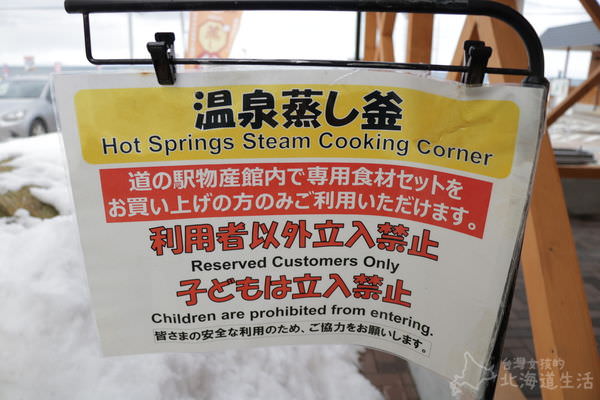 温泉蒸し釜
Hot Springs Steam Cooking Corner
道の駅物産館内で専用食材セットを
お買い上げの方のみご利用いただけます。
利用者以外立入禁止
Reserved Customers Only
子どもは立入禁止
Children are prohibited from entering.
皆さまの安全な利用のため、ご協力をお願いします。
台灣女孩的
北海道生活